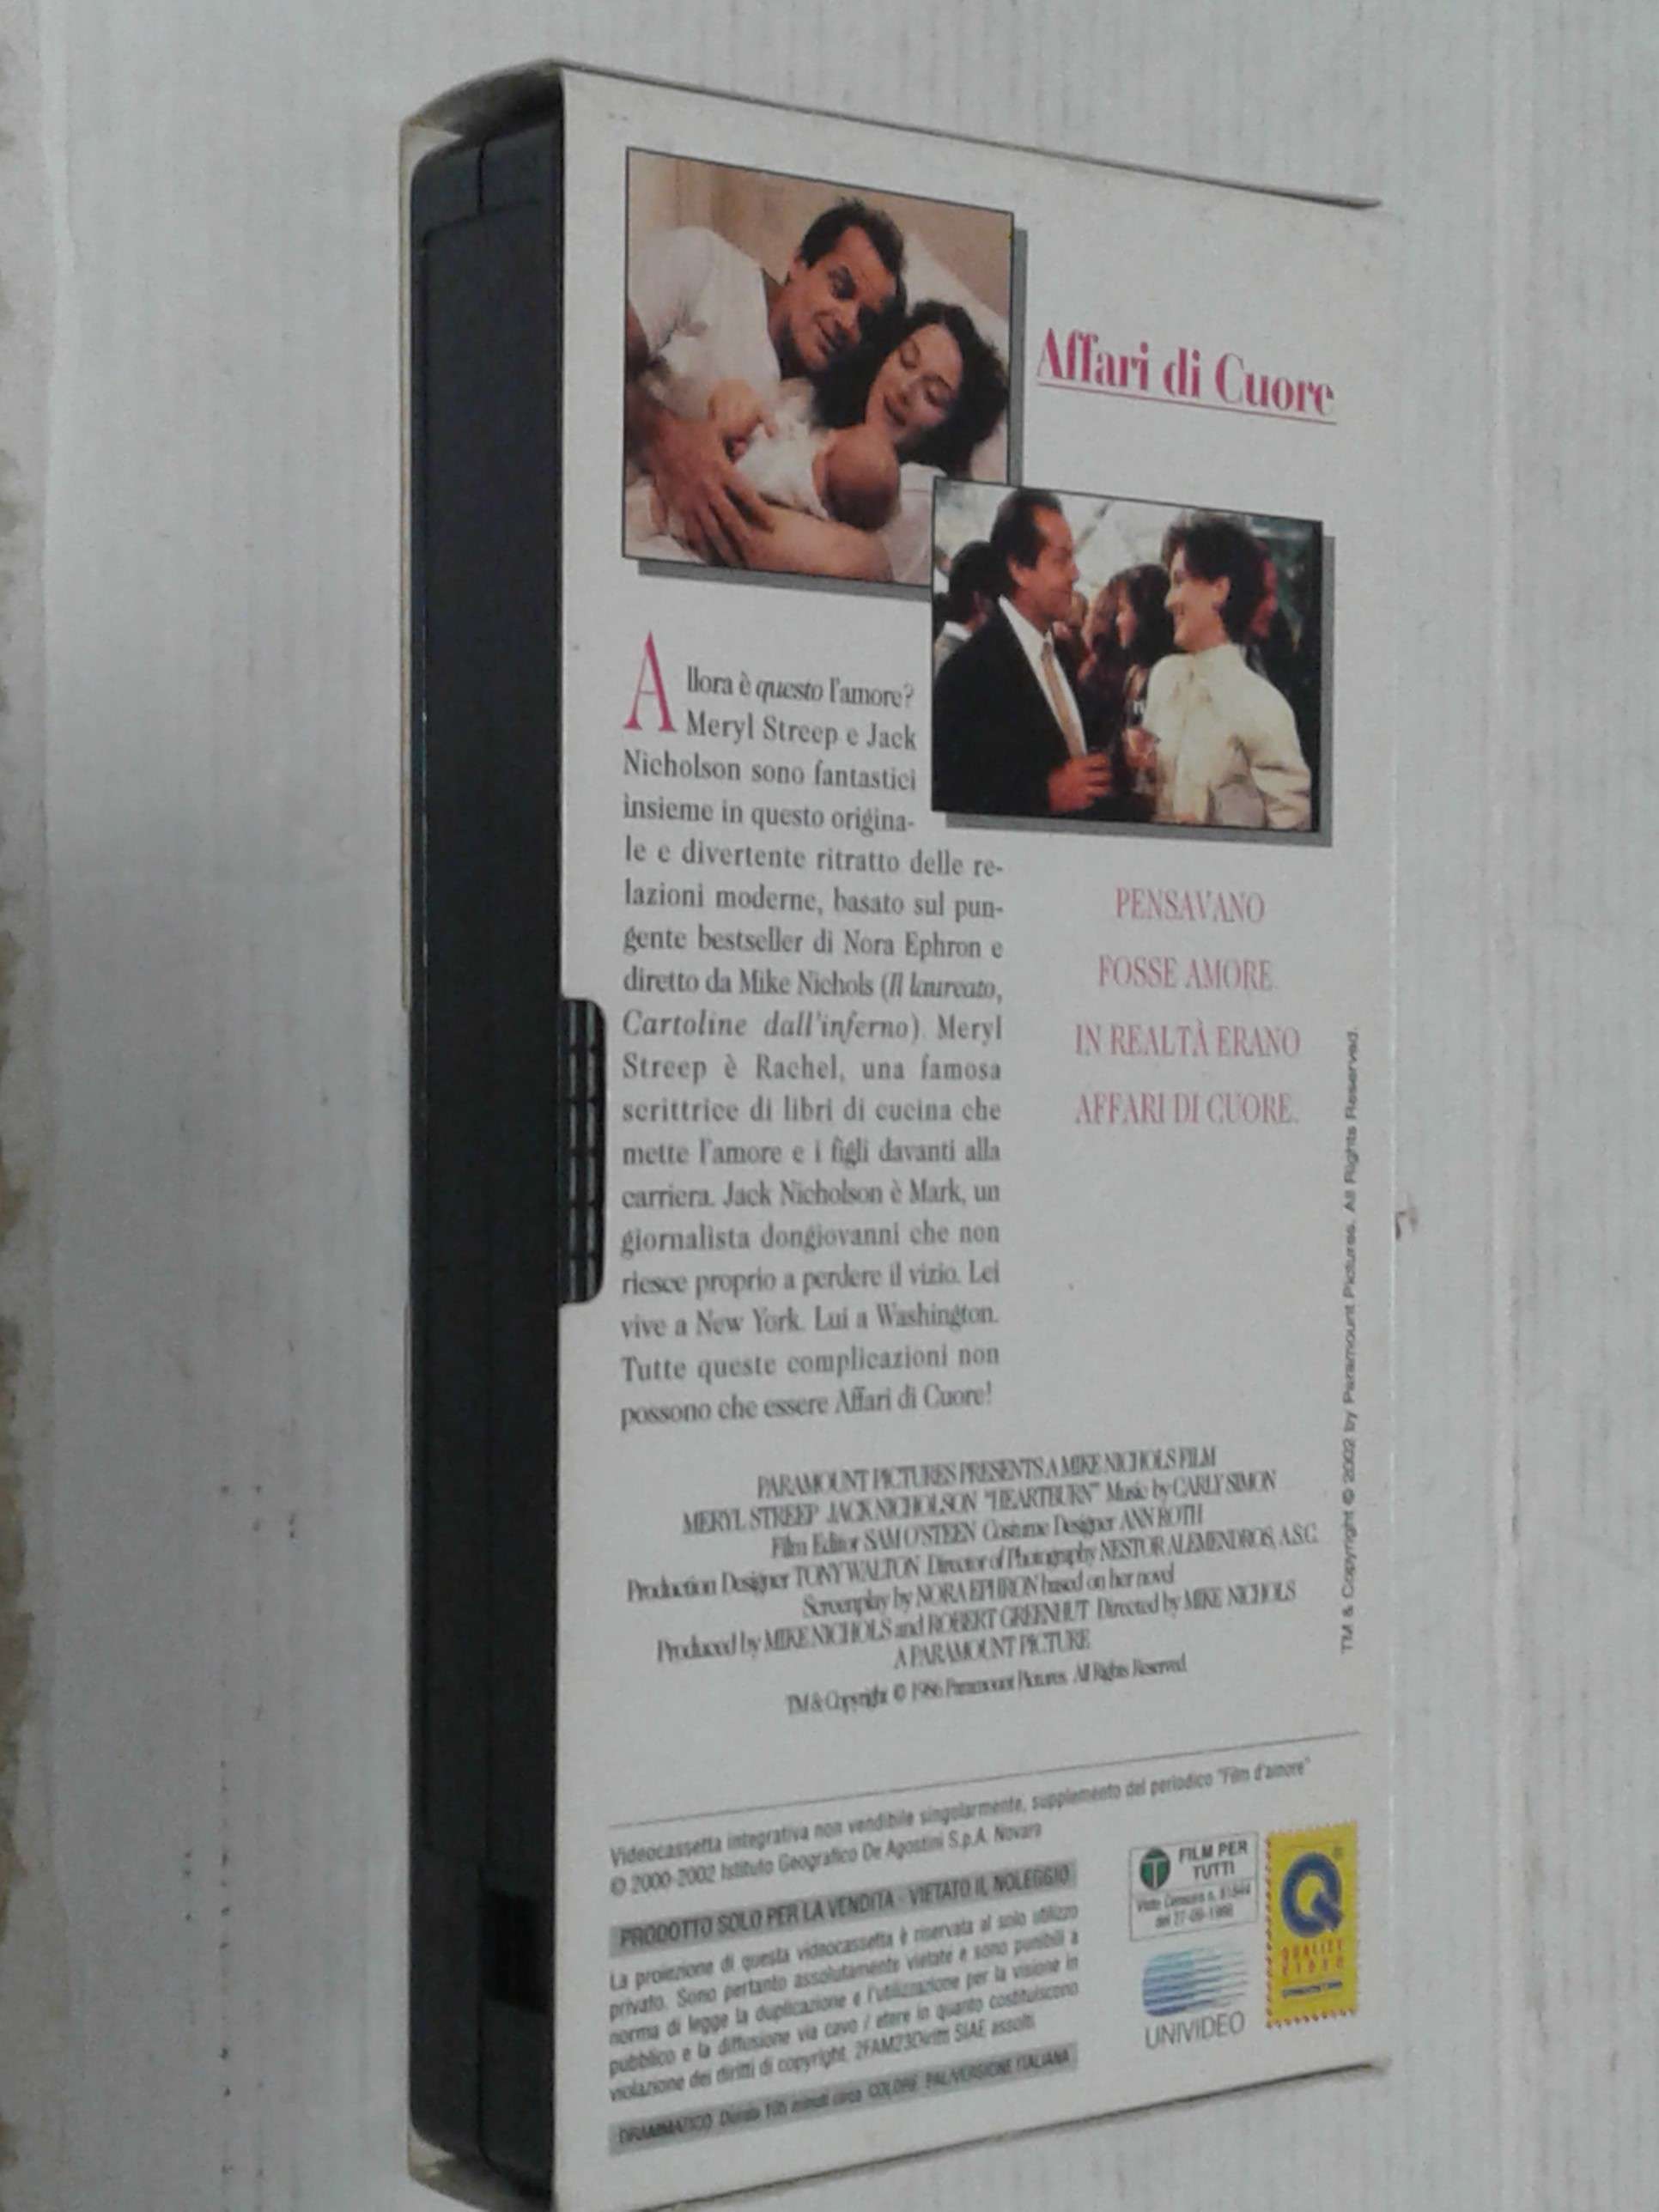 Affari di Cuore
Allora è questo l'amore?
Meryl Streep e Jack
Nicholson sono fantastici
insieme in questo origina-
le e divertente ritratto delle re-
lazioni moderne, basato sul pun-
gente bestseller di Nora Ephron e
diretto da Mike Nichols (Il laureato,
Cartoline dall'inferno). Meryl
Streep è Rachel, una famosa
scrittrice di libri di cucina che
mette l'amore e i figli davanti alla
carriera. Jack Nicholson è Mark, un
giornalista dongiovanni che non
riesce proprio a perdere il vizio. Lei
vive a New York. Lui a Washington.
Tutte queste complicazioni non
possono che essere Affari di Cuore!
PENSAVANO
FOSSE AMORE.
IN REALTÀ ERANO
AFFARI DI CUORE.
TM & Copyright © 2002 by Paramount Pictures. All Rights Reserved.
PARAMOUNT PICTURES PRESENTS A MIKE NICHOLS FILM
MERYL STREEP JACK NICHOLSON "HEARTBURN" Music by CARLY SIMON
Film Editor SAM O'STEEN Costume Designer ANN ROTH
Production Designer TONY WALTON Director of Photography NESTOR ALEMENDROS, A.S.C.
Screenplay by NORA EPHRON based on her novel
Produced by MIKE NICHOLS and ROBERT GREENHUT Directed by MIKE NICHOLS
A PARAMOUNT PICTURE
TM & Copyright © 1986 Paramount Pictures. All Rights Reserved.
Videocassetta integrativa non vendibile singolarmente, supplemento del periodico "Film d'amore"
© 2000-2002 Istituto Geografico De Agostini S.p.A. Novara
PRODOTTO SOLO PER LA VENDITA - VIETATO IL NOLEGGIO
La proiezione di questa videocassetta è riservata al solo utilizzo
privato. Sono pertanto assolutamente vietate e sono punibili a
norma di legge la duplicazione e l'utilizzazione per la visione in
pubblico e la diffusione via cavo / etere in quanto costituiscono
violazione dei diritti di copyright. 2FAM23Diritti SIAE assolti
DRAMMATICO Durata minuti circa COLORE PAL/VERSIONE ITALIANA
T FILM PER
TUTTI
Visto Censura n.
del
UNIVIDEO
Q ®
QUALITY
VIDEO